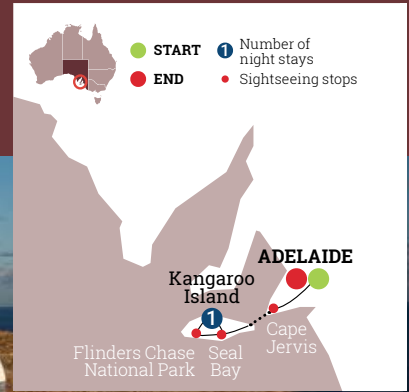 START
END
1 Number of
night stays
Sightseeing stops
ADELAIDE
Kangaroo
Island
1
Cape
Jervis
Flinders Chase
National Park
Seal
Bay